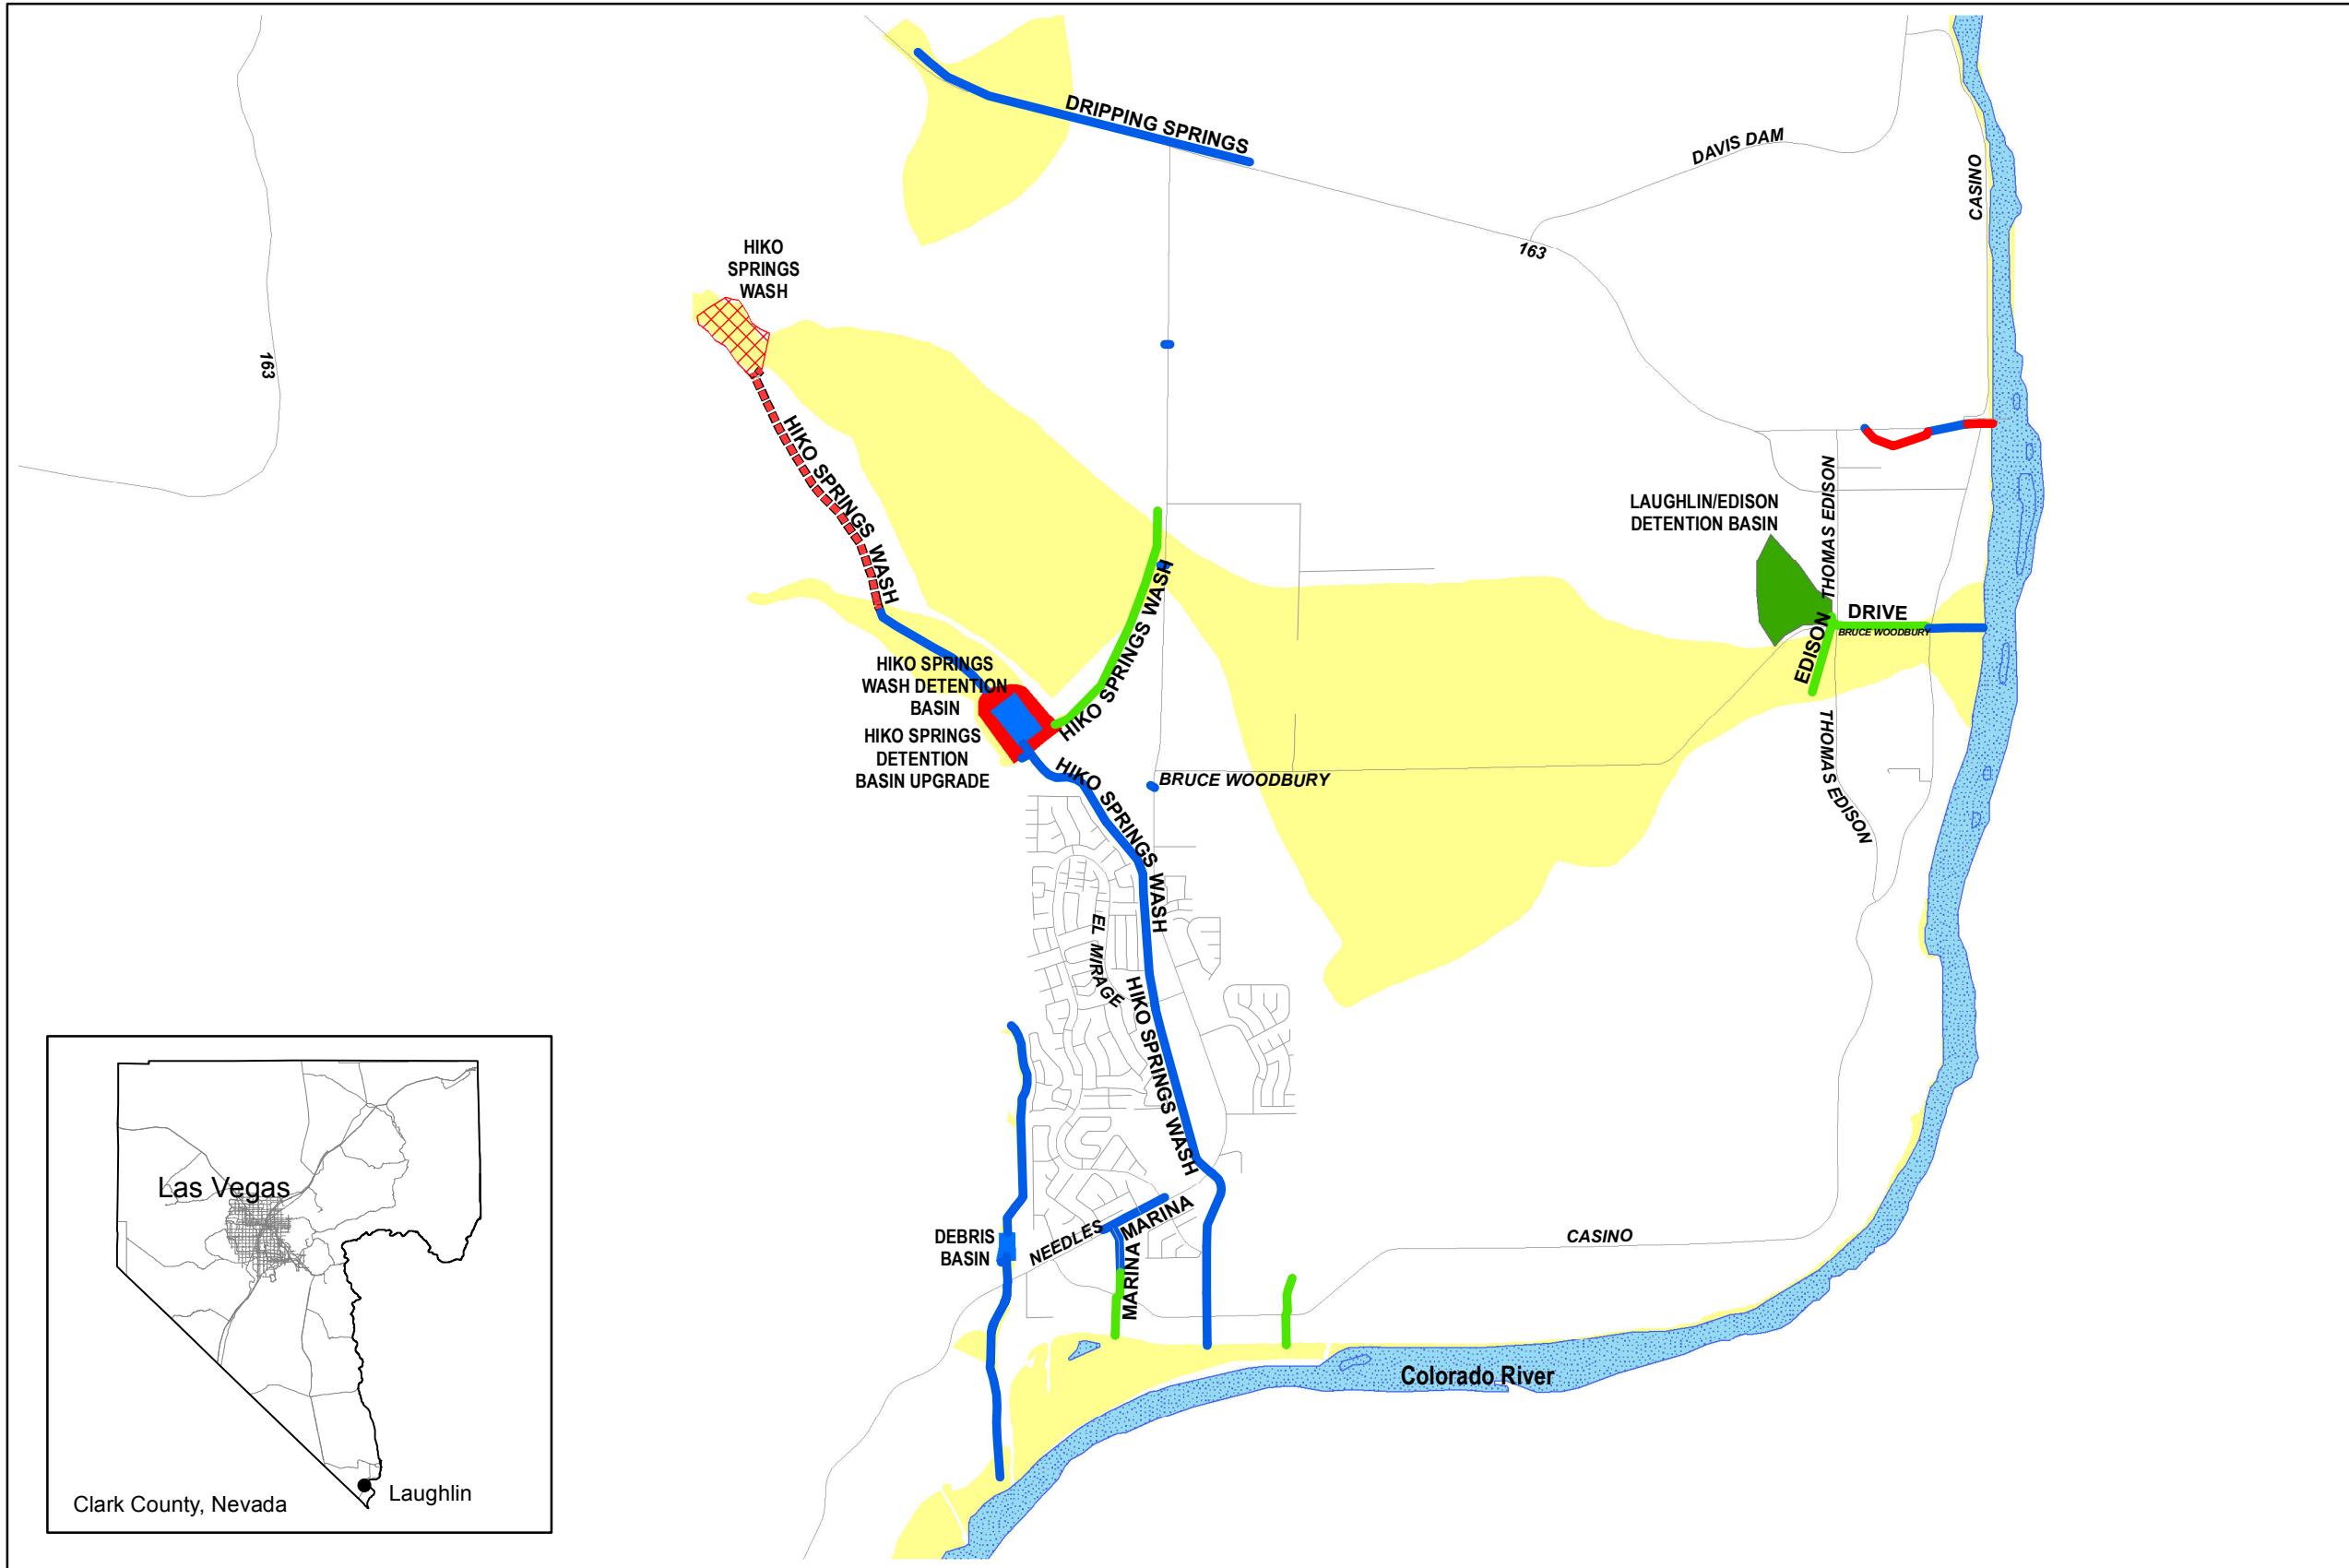 DRIPPING SPRINGS
DAVIS DAM
CASINO
163
HIKO
SPRINGS
WASH
163
HIKO SPRINGS WASH
LAUGHLIN/EDISON
DETENTION BASIN
THOMAS EDISON
HIKO SPRINGS WASH
DRIVE
BRUCE WOODBURY
EDISON
HIKO SPRINGS
WASH DETENTION
BASIN
HIKO SPRINGS
DETENTION
BASIN UPGRADE
HIKO SPRINGS WASH
BRUCE WOODBURY
THOMAS EDISON
EL MIRAGE
HIKO SPRINGS WASH
DEBRIS
BASIN
NEEDLES
MARINA
MARINA
CASINO
Colorado River
Las Vegas
Laughlin
Clark County, Nevada